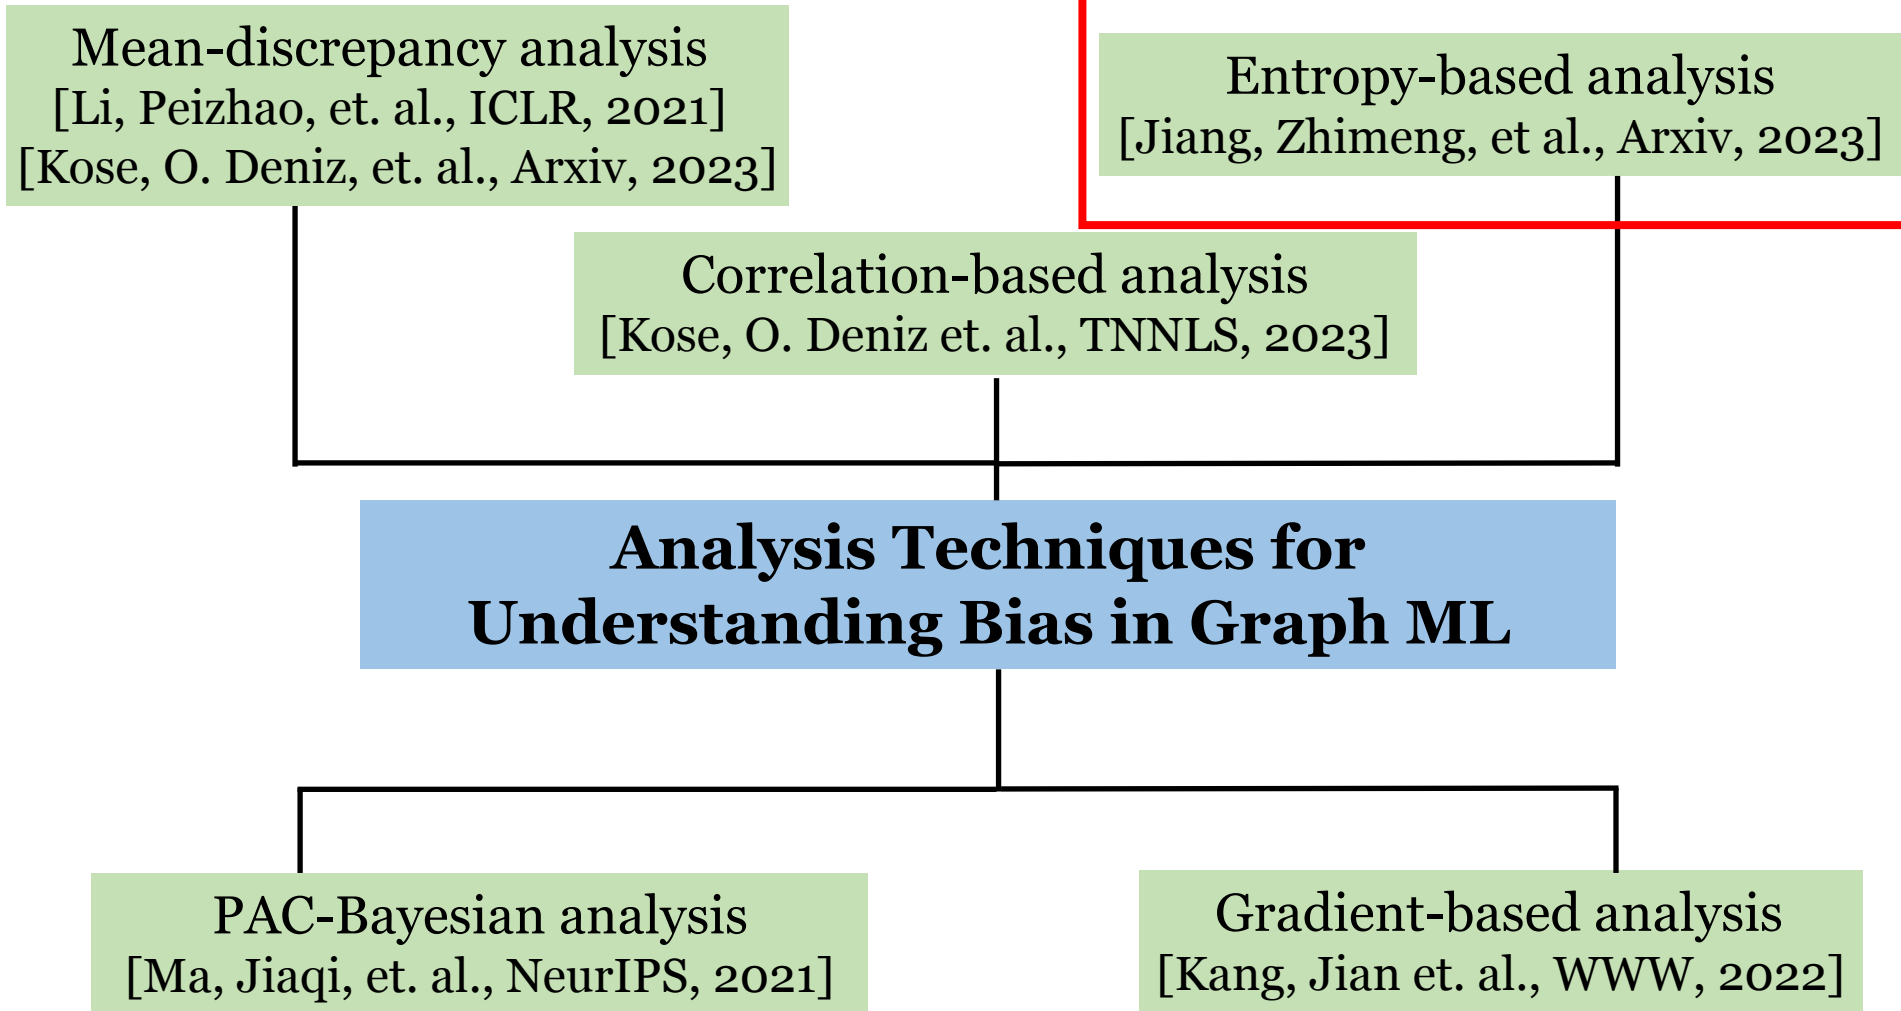 Mean-discrepancy analysis
[Li, Peizhao, et. al., ICLR, 2021]
[Kose, O. Deniz, et. al., Arxiv, 2023]
Entropy-based analysis
[Jiang, Zhimeng, et al., Arxiv, 2023]
Correlation-based analysis
[Kose, O. Deniz et. al., TNNLS, 2023]
Analysis Techniques for
Understanding Bias in Graph ML
PAC-Bayesian analysis
[Ma, Jiaqi, et. al., NeurIPS, 2021]
Gradient-based analysis
[Kang, Jian et. al., WWW, 2022]